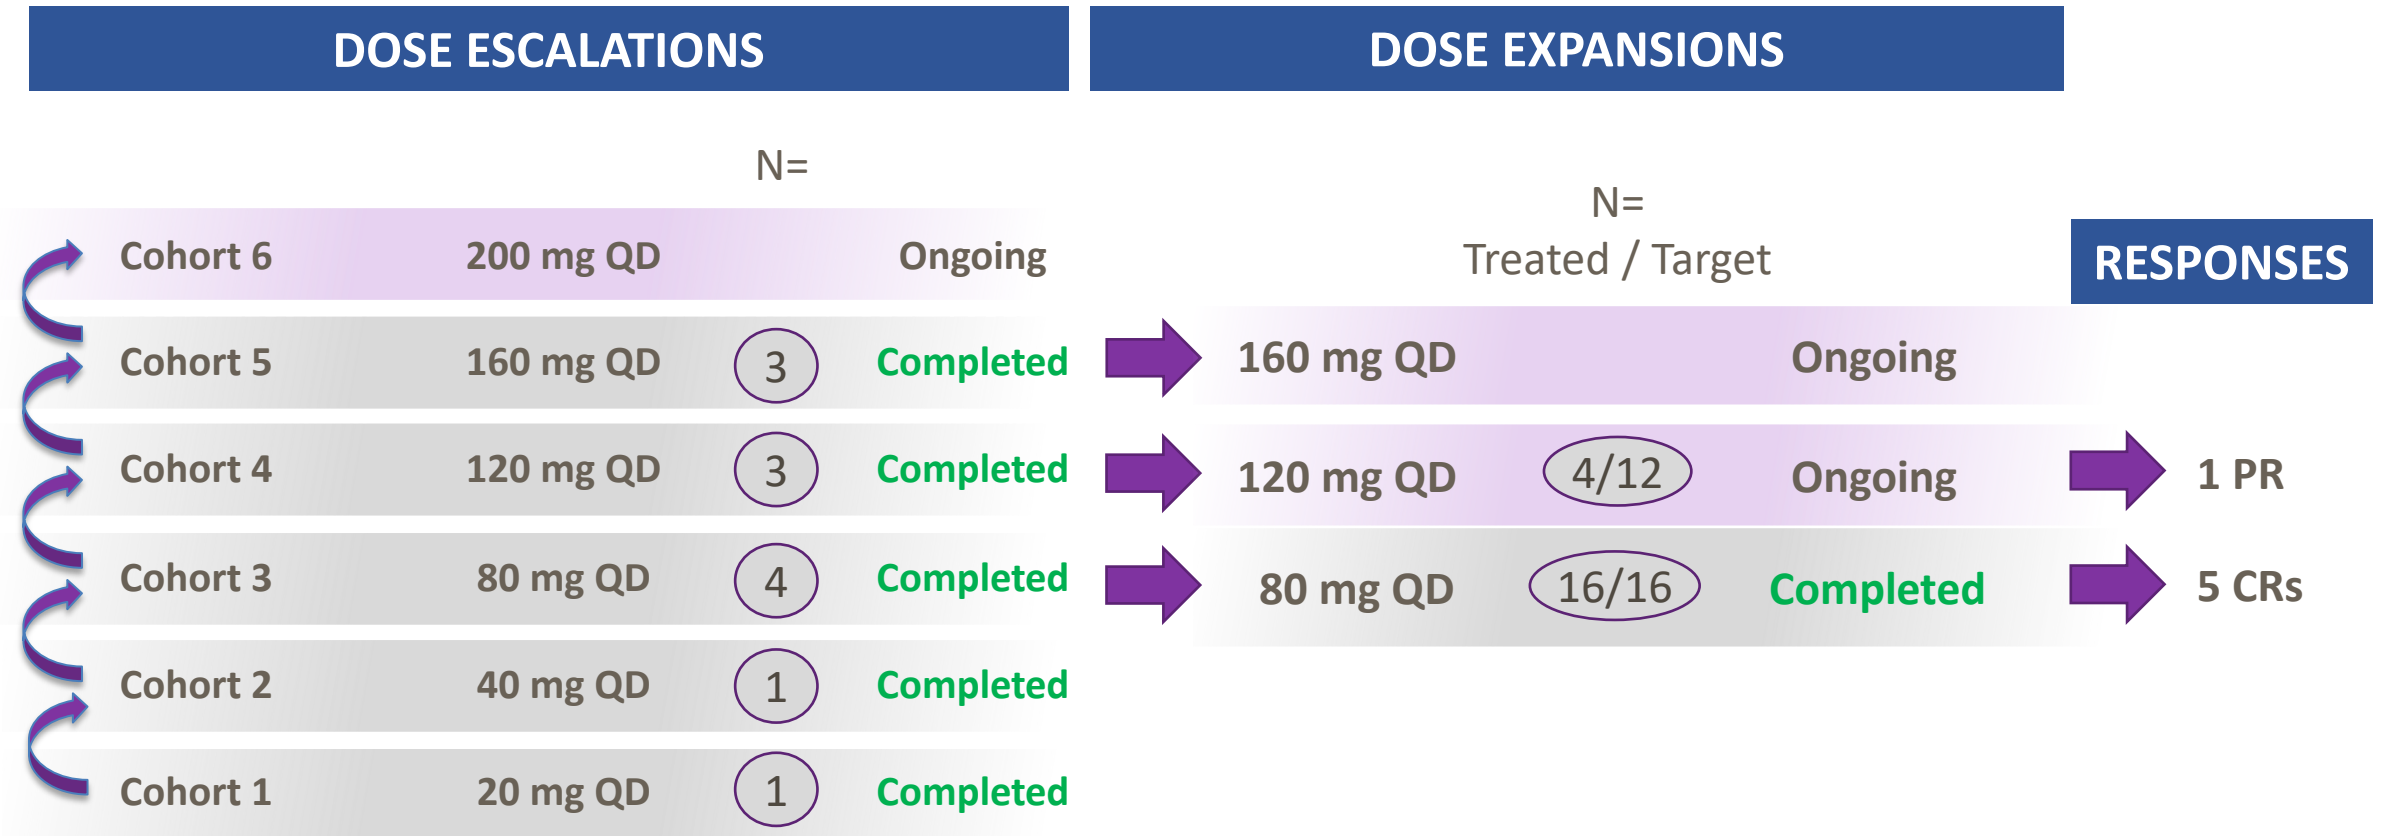 DOSE ESCALATIONS
DOSE EXPANSIONS
N=
N=
Treated / Target
RESPONSES
Cohort 6 200 mg QD Ongoing
Cohort 5 160 mg QD 3 Completed
160 mg QD Ongoing
Cohort 4 120 mg QD 3 Completed
120 mg QD 4/12 Ongoing
1 PR
Cohort 3 80 mg QD 4 Completed
80 mg QD 16/16 Completed
5 CRs
Cohort 2 40 mg QD 1 Completed
Cohort 1 20 mg QD 1 Completed